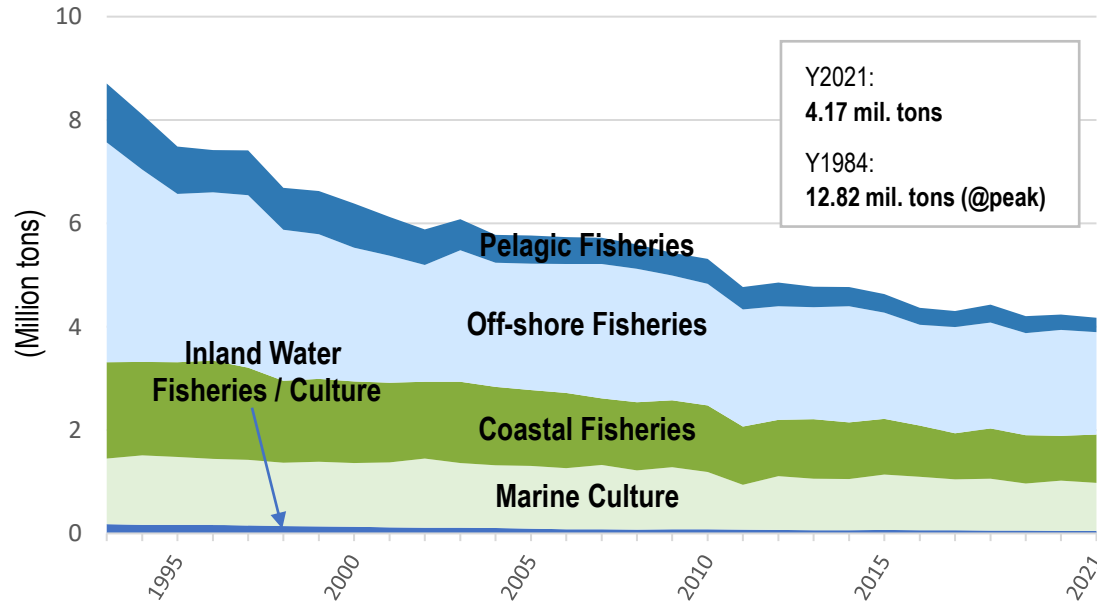 10
8
6
4
2
0
(Million tons)
Y2021:
4.17 mil. tons
Y1984:
12.82 mil. tons (@peak)
Pelagic Fisheries
Off-shore Fisheries
Inland Water
Fisheries / Culture
Coastal Fisheries
Marine Culture
1995
2000
2005
2010
2015
2021